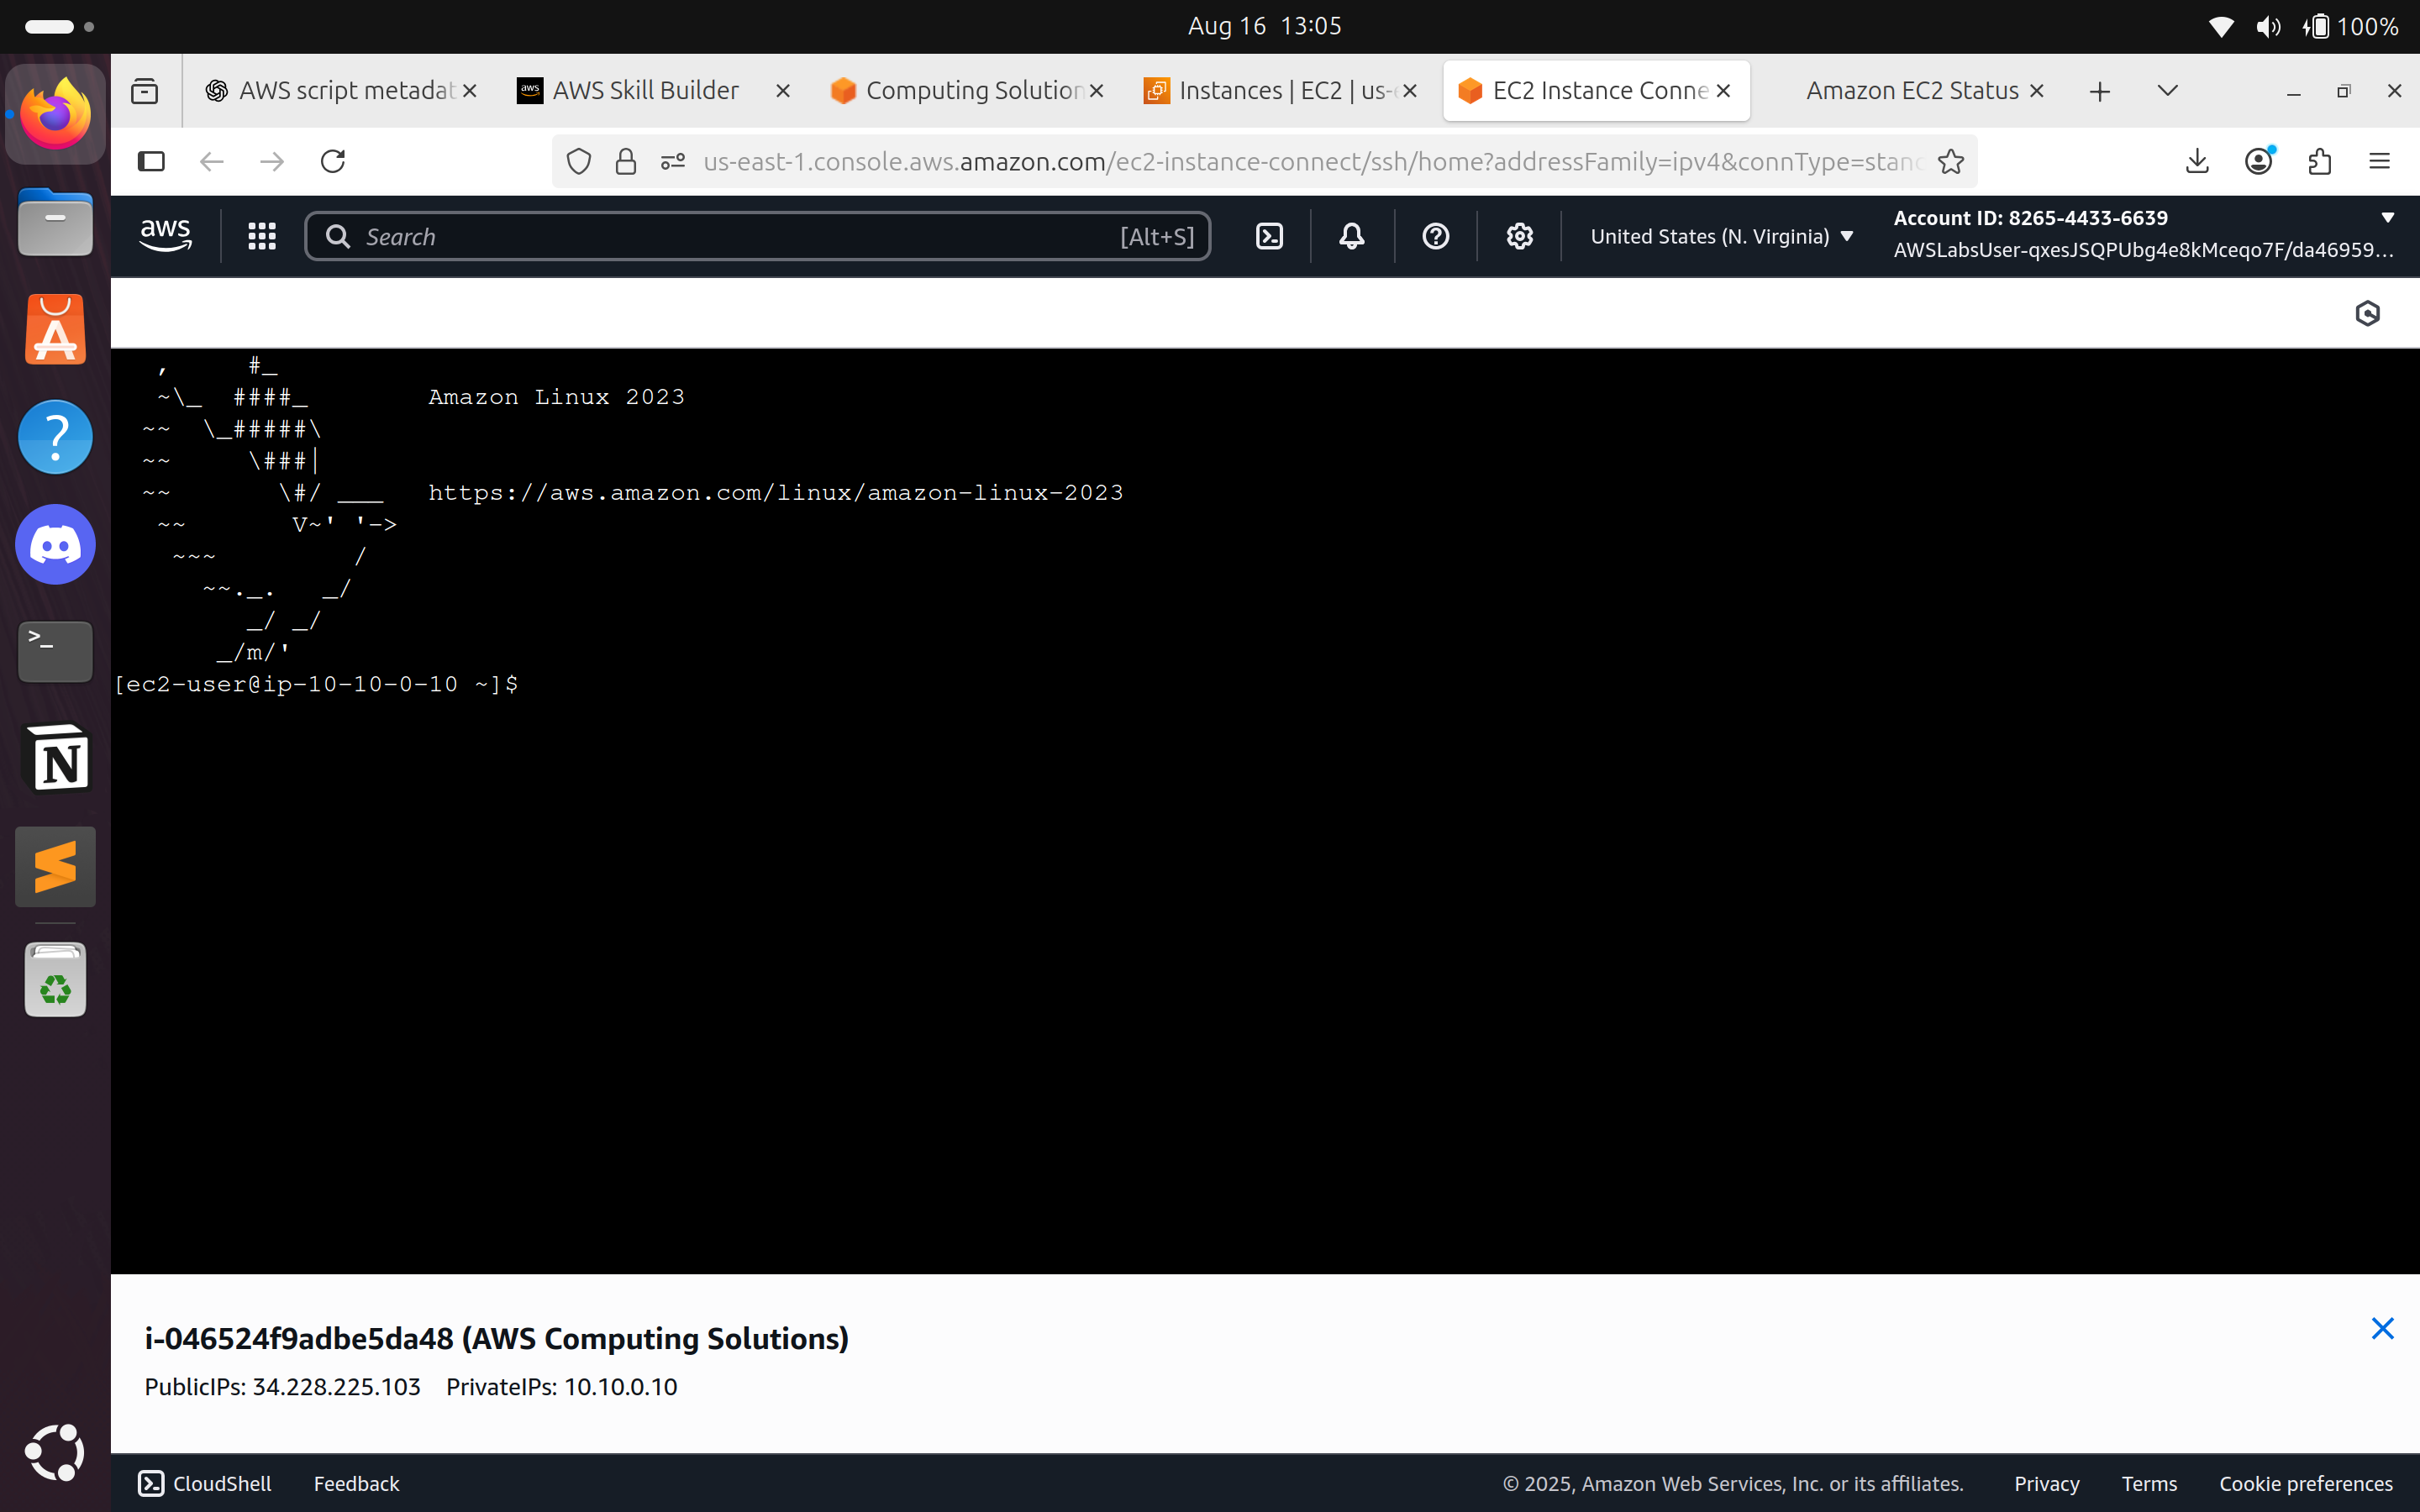 Aug 16 13:05
100%
AWS script metadat
aws
AWS Skill Builder
Computing Solution
Instances | EC2 | us-e
EC2 Instance Conne
Amazon EC2 Status
us-east-1.console.aws.amazon.com/ec2-instance-connect/ssh/home?addressFamily=ipv4&connType=stanc
aws
Search
[Alt+S]
United States (N. Virginia)
Account ID: 8265-4433-6639
AWSLabsUser-qxesJSQPUbg4e8kMceqo7F/da46959...
   ,     #_
   ~\_  ####_        Amazon Linux 2023
  ~~  \_#####\
  ~~     \###|
  ~~       \#/ ___   https://aws.amazon.com/linux/amazon-linux-2023
   ~~       V~' '->
    ~~~         /
      ~~._.   _/
         _/ _/
       _/m/'
[ec2-user@ip-10-10-0-10 ~]$
i-046524f9adbe5da48 (AWS Computing Solutions)
PublicIPs: 34.228.225.103 PrivateIPs: 10.10.0.10
CloudShell
Feedback
© 2025, Amazon Web Services, Inc. or its affiliates.
Privacy
Terms
Cookie preferences